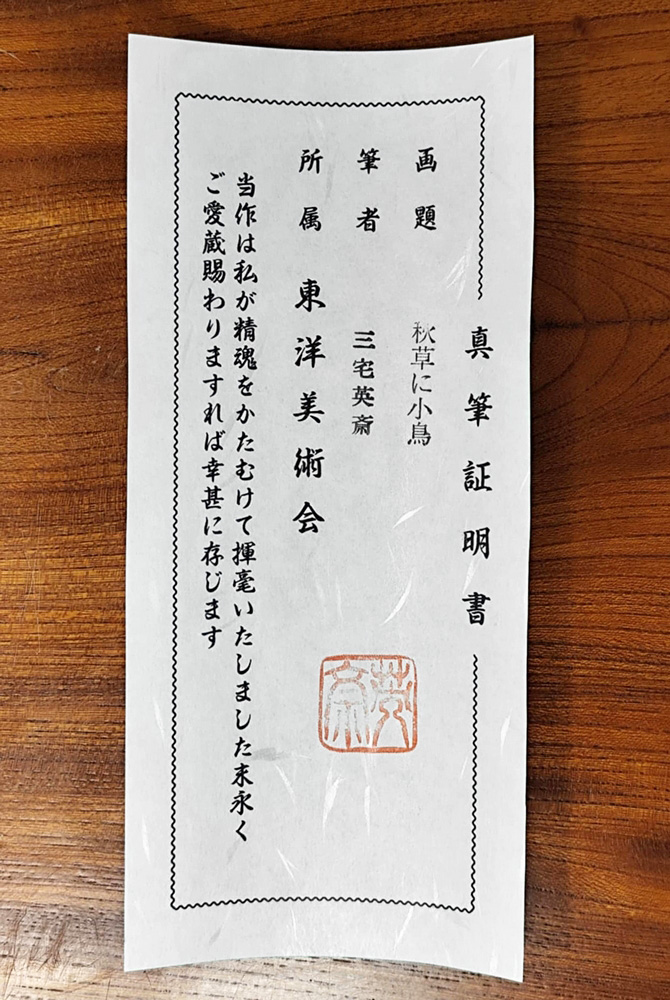 真筆証明書
画題 秋草に小鳥
筆者 三宅英斎
所属 東洋美術会
当作は私が精魂をかたむけて揮毫いたしました末永く
ご愛蔵賜わりますれば幸甚に存じます
英斎